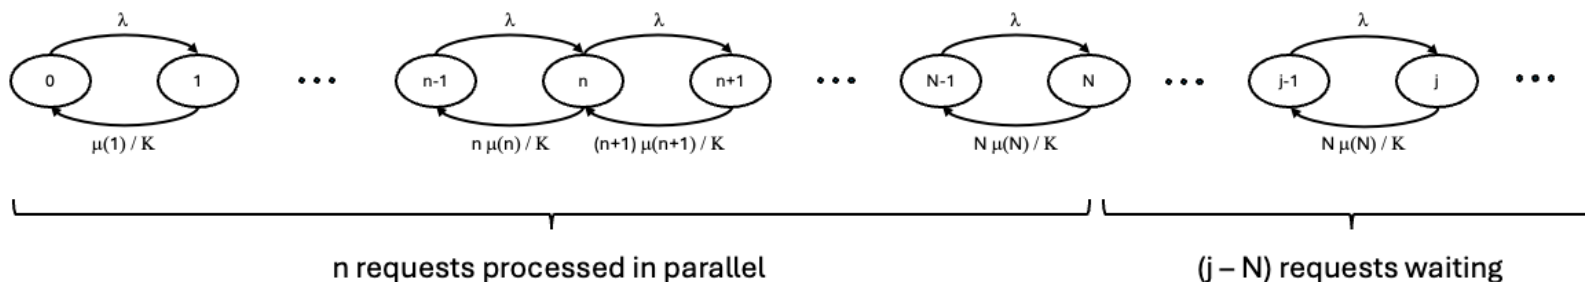 λ λ λ λ λ
0 1 ... n-1 n n+1 ... N-1 N ... j-1 j ...
μ(1) / K n μ(n) / K (n+1) μ(n+1) / K N μ(N) / K N μ(N) / K
n requests processed in parallel (j – N) requests waiting